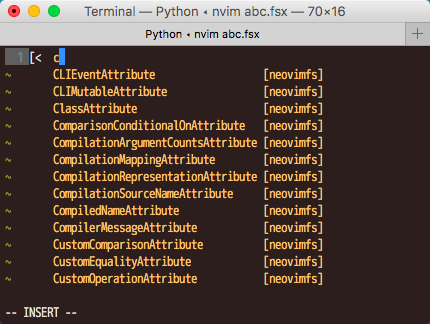 Terminal — Python ◂ nvim abc.fsx — 70×16
Python ◂ nvim abc.fsx +
1 [< c
~ CLIEventAttribute [neovimfs]
~ CLIMutableAttribute [neovimfs]
~ ClassAttribute [neovimfs]
~ ComparisonConditionalOnAttribute [neovimfs]
~ CompilationArgumentCountsAttribute [neovimfs]
~ CompilationMappingAttribute [neovimfs]
~ CompilationRepresentationAttribute [neovimfs]
~ CompilationSourceNameAttribute [neovimfs]
~ CompiledNameAttribute [neovimfs]
~ CompilerMessageAttribute [neovimfs]
~ CustomComparisonAttribute [neovimfs]
~ CustomEqualityAttribute [neovimfs]
~ CustomOperationAttribute [neovimfs]
-- INSERT --